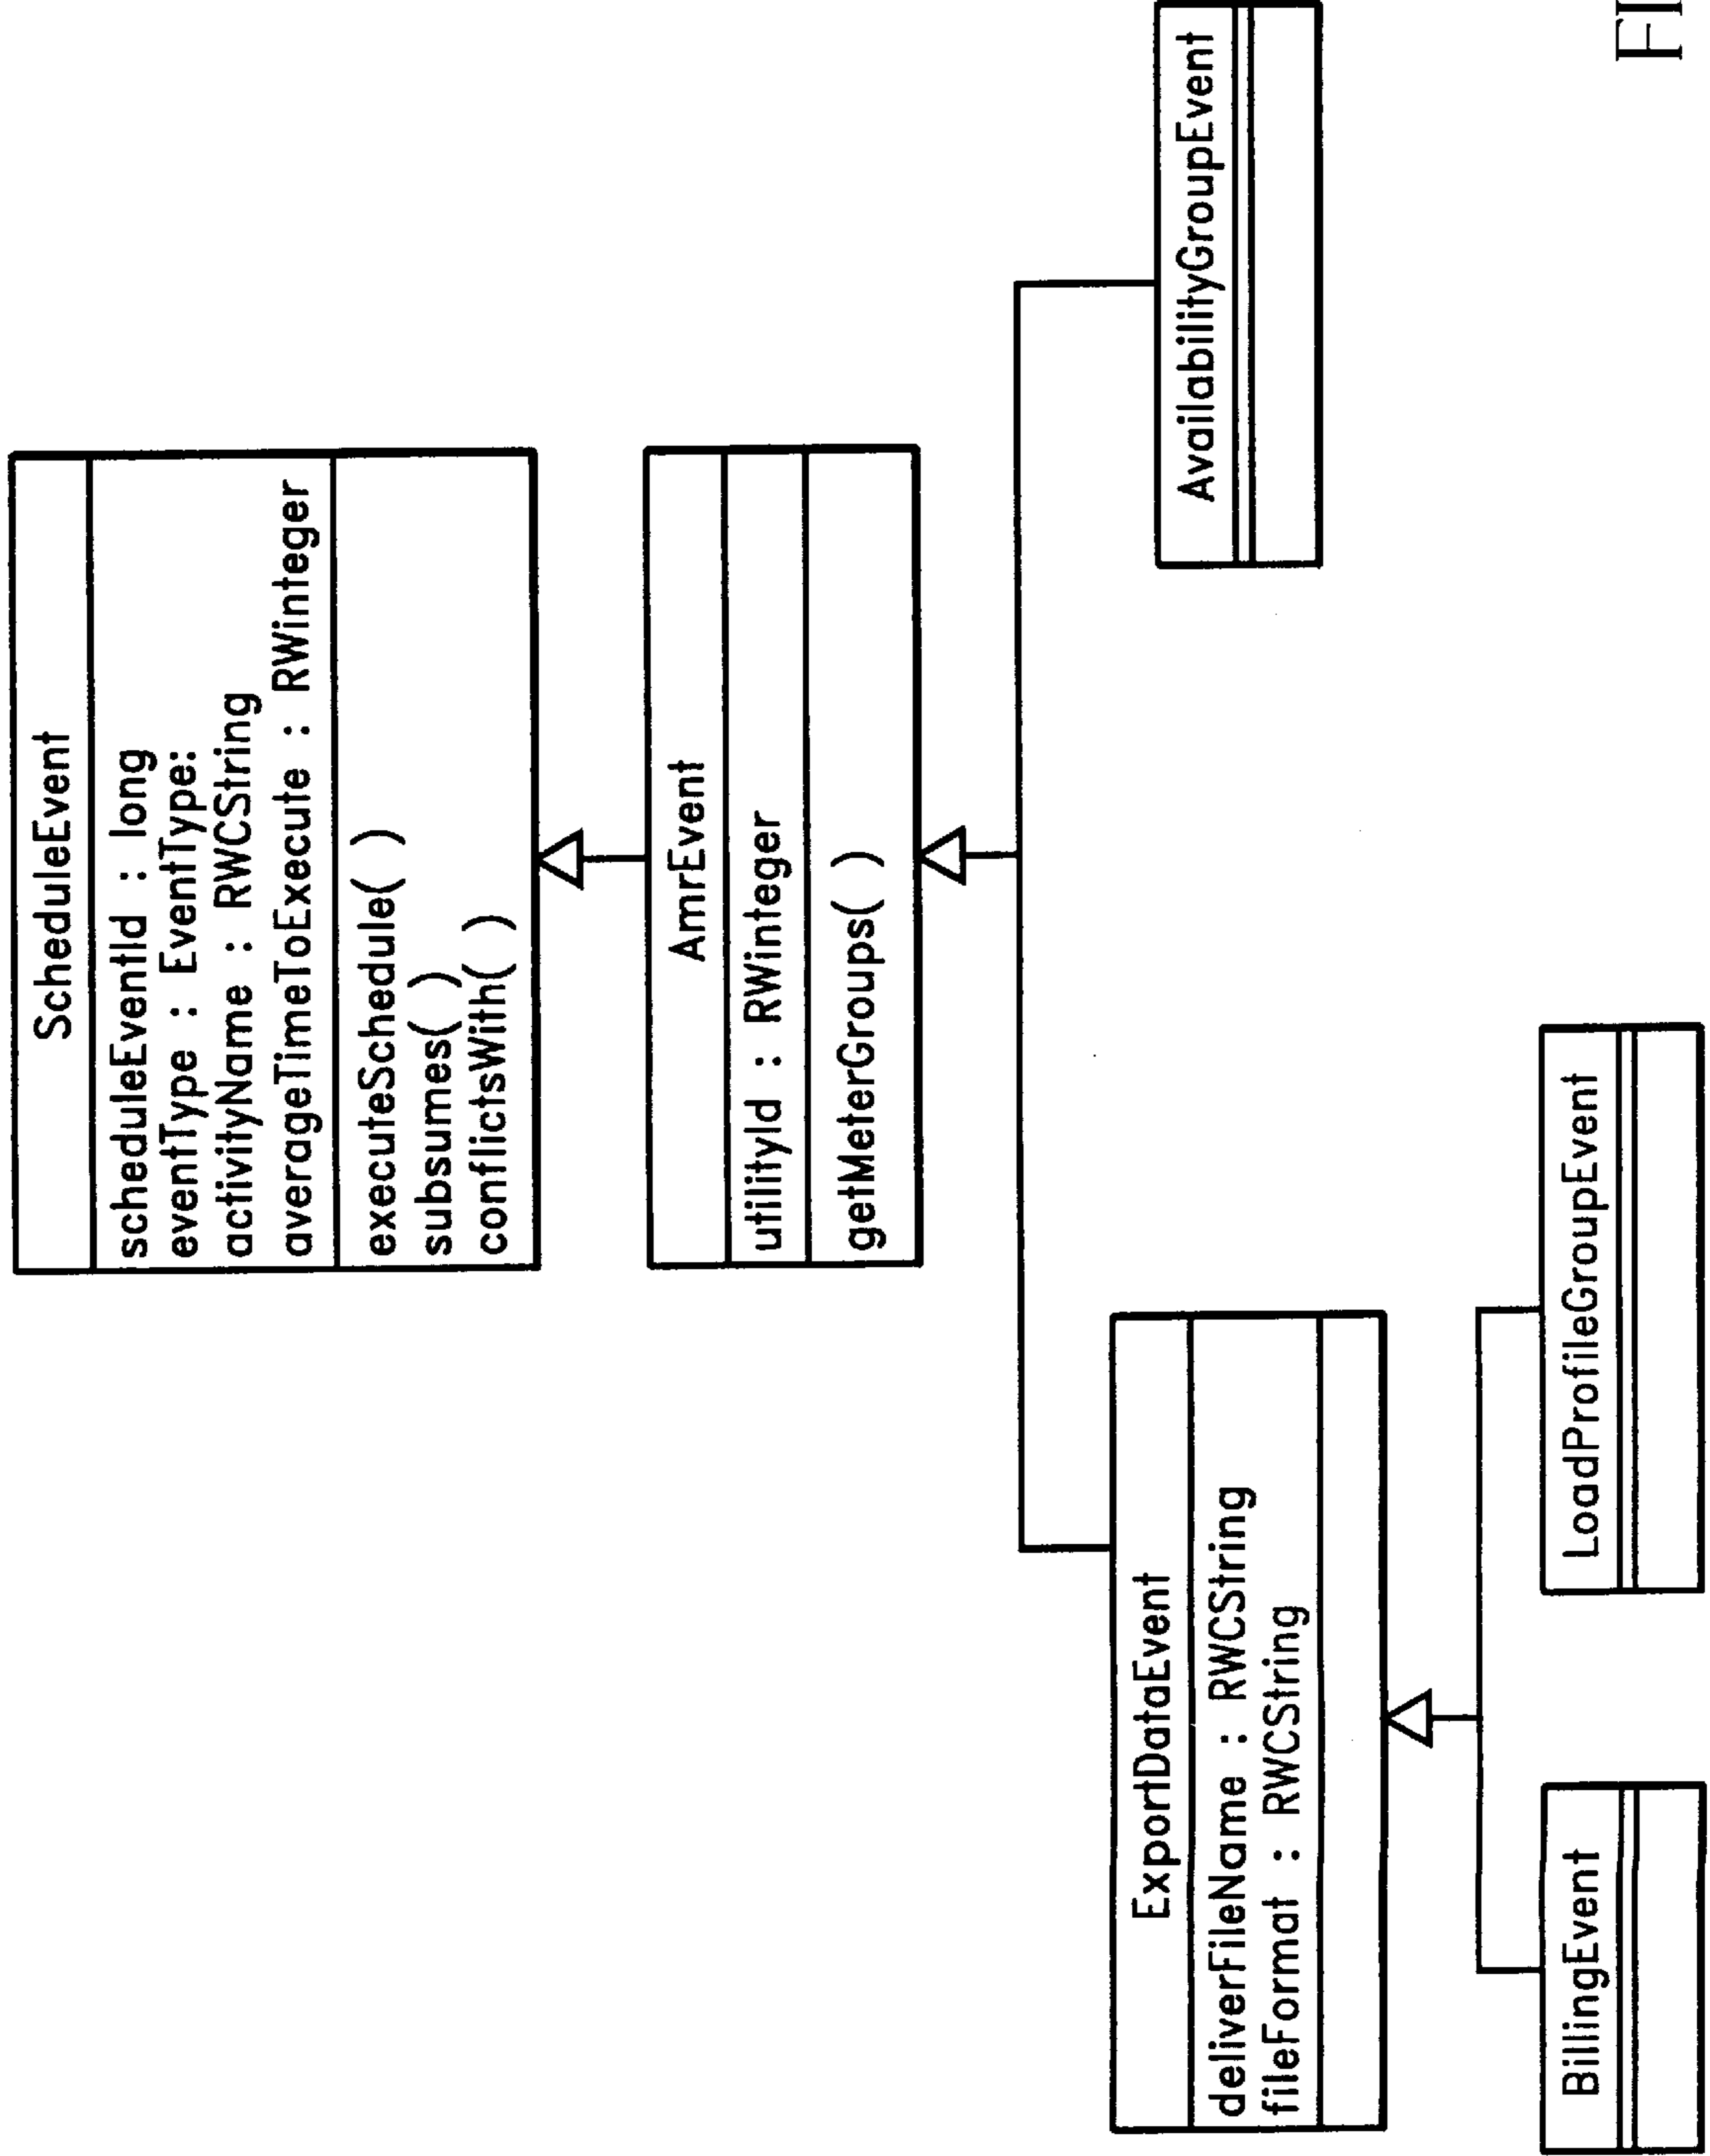 ScheduleEvent
scheduleEventId : long
eventType : EventType:
activityName : RWCString
averageTimeToExecute : RWinteger
executeSchedule( )
subsumes( )
conflictsWith( )
AmrEvent
utilityId : RWinteger
getMeterGroups( )
ExportDataEvent
deliverFileName : RWCString
fileFormat : RWCString
AvailabilityGroupEvent
BillingEvent
LoadProfileGroupEvent